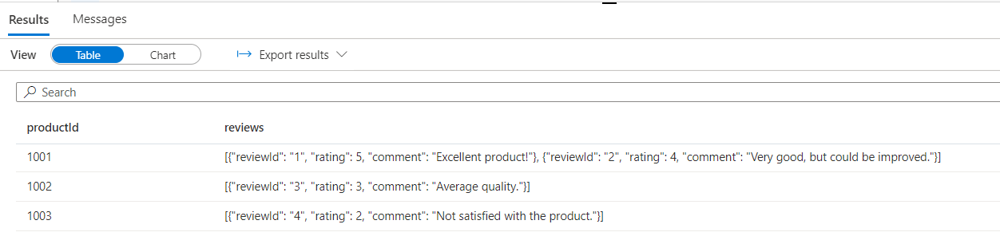 Results Messages
View Table Chart Export results
Search
productId reviews
1001 [{"reviewId": "1", "rating": 5, "comment": "Excellent product!"}, {"reviewId": "2", "rating": 4, "comment": "Very good, but could be improved."}]
1002 [{"reviewId": "3", "rating": 3, "comment": "Average quality."}]
1003 [{"reviewId": "4", "rating": 2, "comment": "Not satisfied with the product."}]